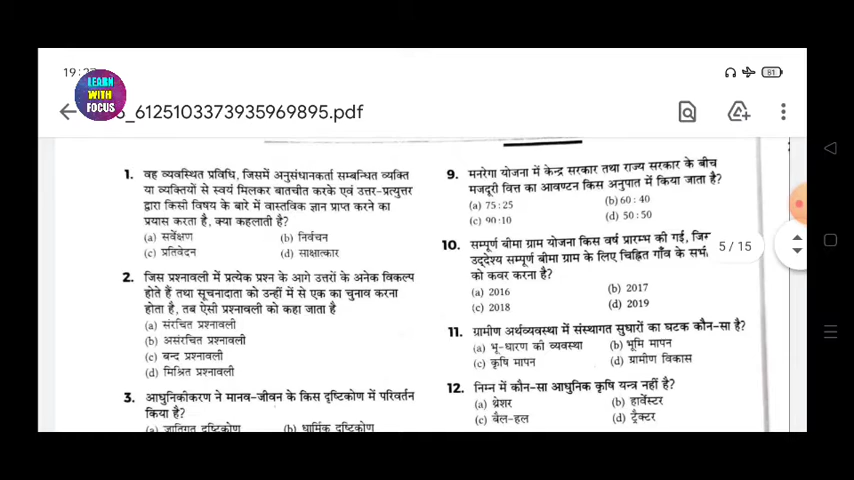 19:37
81
LEARN
WITH
FOCUS
_6125103373935969895.pdf
5 / 15
1. वह व्यवस्थित प्रविधि, जिसमें अनुसंधानकर्ता सम्बन्धित व्यक्ति
या व्यक्तियों से स्वयं मिलकर बातचीत करके एवं उत्तर-प्रत्युत्तर
द्वारा किसी विषय के बारे में वास्तविक ज्ञान प्राप्त करने का
प्रयास करता है, क्या कहलाती है?
(a) सर्वेक्षण (b) निर्वचन
(c) प्रतिवेदन (d) साक्षात्कार
2. जिस प्रश्नावली में प्रत्येक प्रश्न के आगे उत्तरों के अनेक विकल्प
होते हैं तथा सूचनादाता को उन्हीं में से एक का चुनाव करना
होता है, तब ऐसी प्रश्नावली को कहा जाता है
(a) संरचित प्रश्नावली
(b) असंरचित प्रश्नावली
(c) बन्द प्रश्नावली
(d) मिश्रित प्रश्नावली
3. आधुनिकीकरण ने मानव-जीवन के किस दृष्टिकोण में परिवर्तन
किया है?
(a) जातिगत दृष्टिकोण (b) धार्मिक दृष्टिकोण
9. मनरेगा योजना में केन्द्र सरकार तथा राज्य सरकार के बीच
मजदूरी वित्त का आवण्टन किस अनुपात में किया जाता है?
(a) 75:25 (b) 60:40
(c) 90:10 (d) 50:50
10. सम्पूर्ण बीमा ग्राम योजना किस वर्ष प्रारम्भ की गई,
उद्देश्य सम्पूर्ण बीमा ग्राम के लिए चिह्नित गाँव के
को कवर करना है?
(a) 2016 (b) 2017
(c) 2018 (d) 2019
11. ग्रामीण अर्थव्यवस्था में संस्थागत सुधारों का घटक कौन-सा है?
(a) भू-धारण की व्यवस्था (b) भूमि मापन
(c) कृषि मापन (d) ग्रामीण विकास
12. निम्न में कौन-सा आधुनिक कृषि यन्त्र नहीं है?
(a) थ्रेशर (b) हार्वेस्टर
(c) बैल-हल (d) ट्रैक्टर